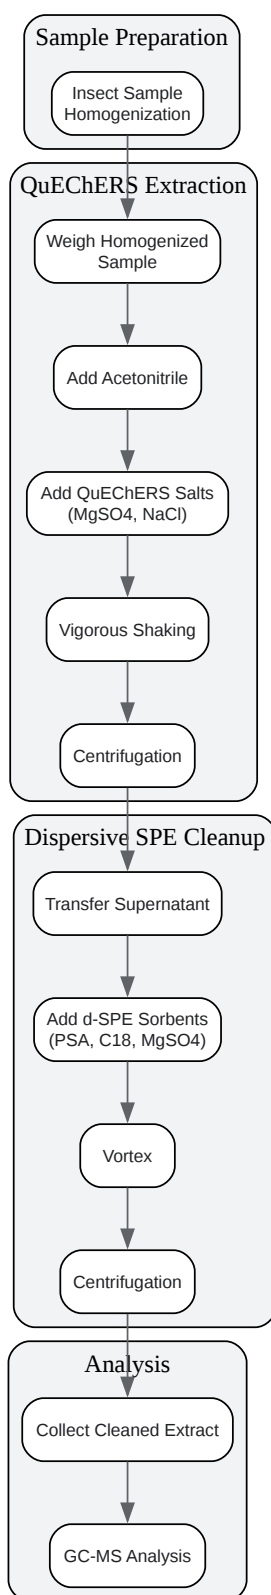 Sample Preparation
Insect Sample
Homogenization
QuEChERS Extraction
Weigh Homogenized
Sample
Add Acetonitrile
Add QuEChERS Salts
(MgSO4, NaCl)
Vigorous Shaking
Centrifugation
Dispersive SPE Cleanup
Transfer Supernatant
Add d-SPE Sorbents
(PSA, C18, MgSO4)
Vortex
Centrifugation
Analysis
Collect Cleaned Extract
GC-MS Analysis